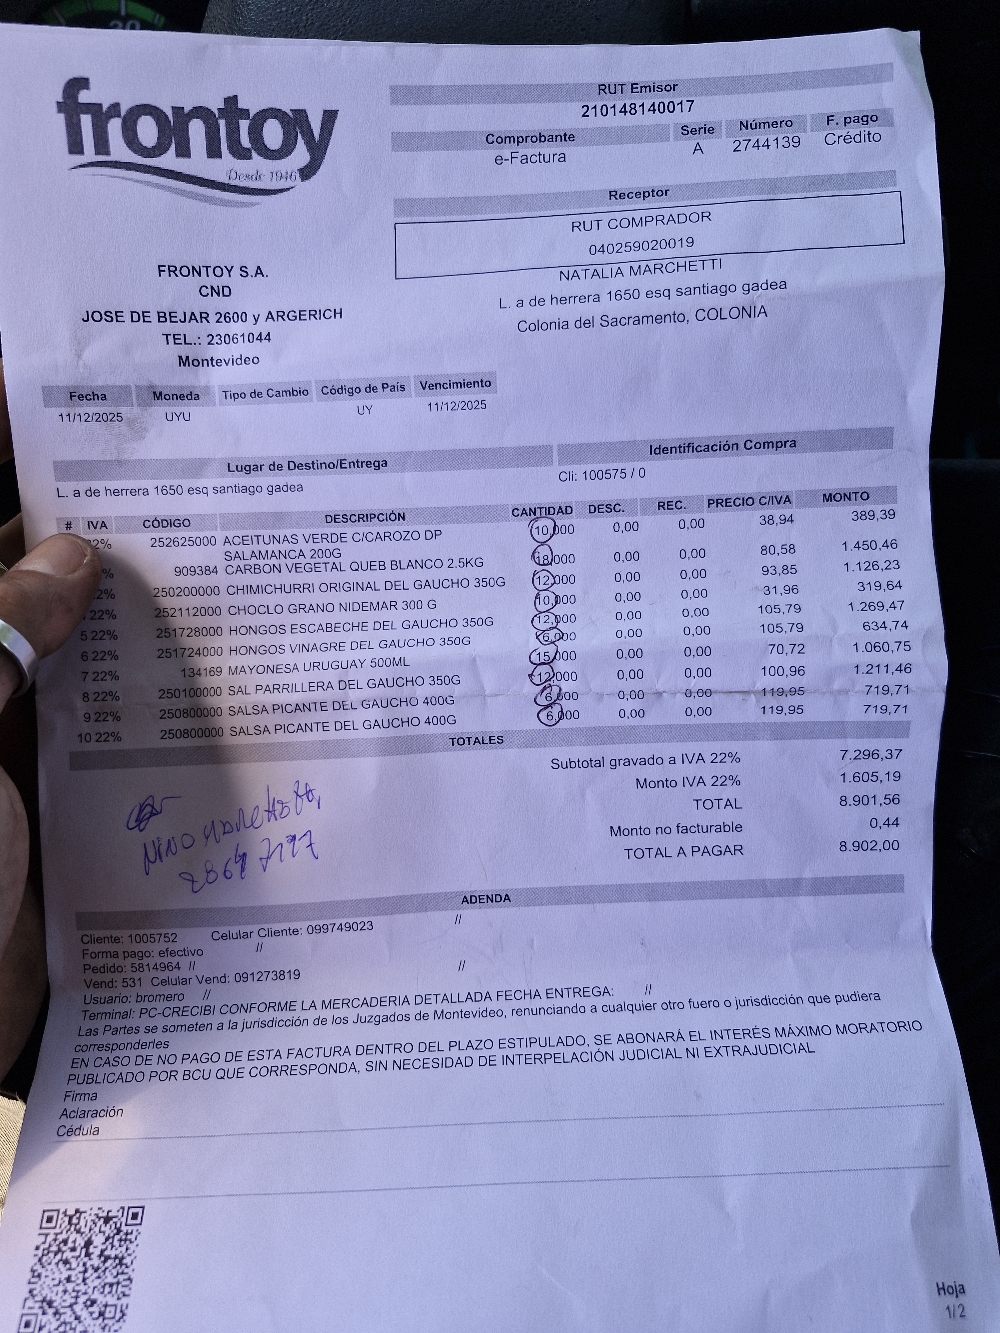 frontoy
Desde 1946
RUT Emisor
210148140017
Comprobante Serie Número F. pago
e-Factura A 2744139 Crédito
Receptor
RUT COMPRADOR
040259020019
NATALIA MARCHETTI
L. a de herrera 1650 esq santiago gadea
Colonia del Sacramento, COLONIA
FRONTOY S.A.
CND
JOSE DE BEJAR 2600 y ARGERICH
TEL.: 23061044
Montevideo
Fecha Moneda Tipo de Cambio Código de País Vencimiento
11/12/2025 UYU UY 11/12/2025
Lugar de Destino/Entrega Identificación Compra
L. a de herrera 1650 esq santiago gadea Cli: 100575 / 0
# IVA CÓDIGO DESCRIPCIÓN CANTIDAD DESC. REC. PRECIO C/IVA MONTO
2% 252625000 ACEITUNAS VERDE C/CAROZO DP 10,000 0,00 0,00 38,94 389,39
SALAMANCA 200G
% 909384 CARBON VEGETAL QUEB BLANCO 2.5KG 18,000 0,00 0,00 80,58 1.450,46
2% 250200000 CHIMICHURRI ORIGINAL DEL GAUCHO 350G 12,000 0,00 0,00 93,85 1.126,23
22% 252112000 CHOCLO GRANO NIDEMAR 300 G 10,000 0,00 0,00 31,96 319,64
5 22% 251728000 HONGOS ESCABECHE DEL GAUCHO 350G 12,000 0,00 0,00 105,79 1.269,47
6 22% 251724000 HONGOS VINAGRE DEL GAUCHO 350G 6,000 0,00 0,00 105,79 634,74
7 22% 134169 MAYONESA URUGUAY 500ML 15,000 0,00 0,00 70,72 1.060,75
8 22% 250100000 SAL PARRILLERA DEL GAUCHO 350G 12,000 0,00 0,00 100,96 1.211,46
9 22% 250800000 SALSA PICANTE DEL GAUCHO 400G 6,000 0,00 0,00 119,95 719,71
10 22% 250800000 SALSA PICANTE DEL GAUCHO 400G 6,000 0,00 0,00 119,95 719,71
TOTALES
Subtotal gravado a IVA 22% 7.296,37
Monto IVA 22% 1.605,19
TOTAL 8.901,56
Monto no facturable 0,44
TOTAL A PAGAR 8.902,00
NINO
ADENDA
Cliente: 1005752 Celular Cliente: 099749023 //
Forma pago: efectivo //
Pedido: 5814964 //
Vend: 531 Celular Vend: 091273819 //
Usuario: bromero //
Terminal: PC-CRECIBI CONFORME LA MERCADERIA DETALLADA FECHA ENTREGA: //
Las Partes se someten a la jurisdicción de los Juzgados de Montevideo, renunciando a cualquier otro fuero o jurisdicción que pudiera
corresponderles
EN CASO DE NO PAGO DE ESTA FACTURA DENTRO DEL PLAZO ESTIPULADO, SE ABONARÁ EL INTERÉS MÁXIMO MORATORIO
PUBLICADO POR BCU QUE CORRESPONDA, SIN NECESIDAD DE INTERPELACIÓN JUDICIAL NI EXTRAJUDICIAL
Firma
Aclaración
Cédula
Hoja
1/2